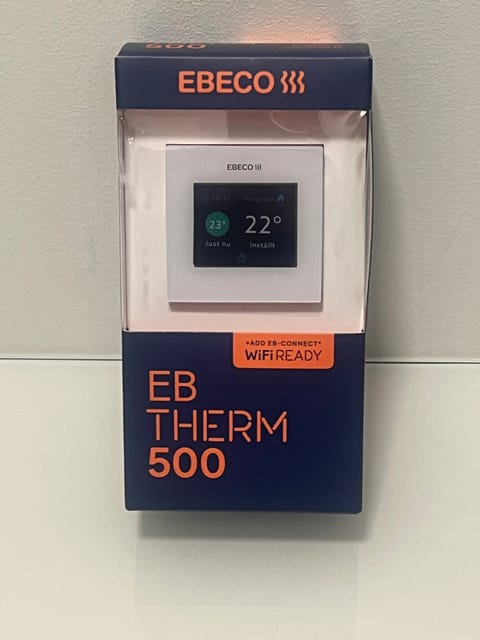 500
EBECO
EBECO
Program
23°
22°
Just nu
Inställt
+ADD EB-CONNECT*
WiFi READY
EB
THERM
500